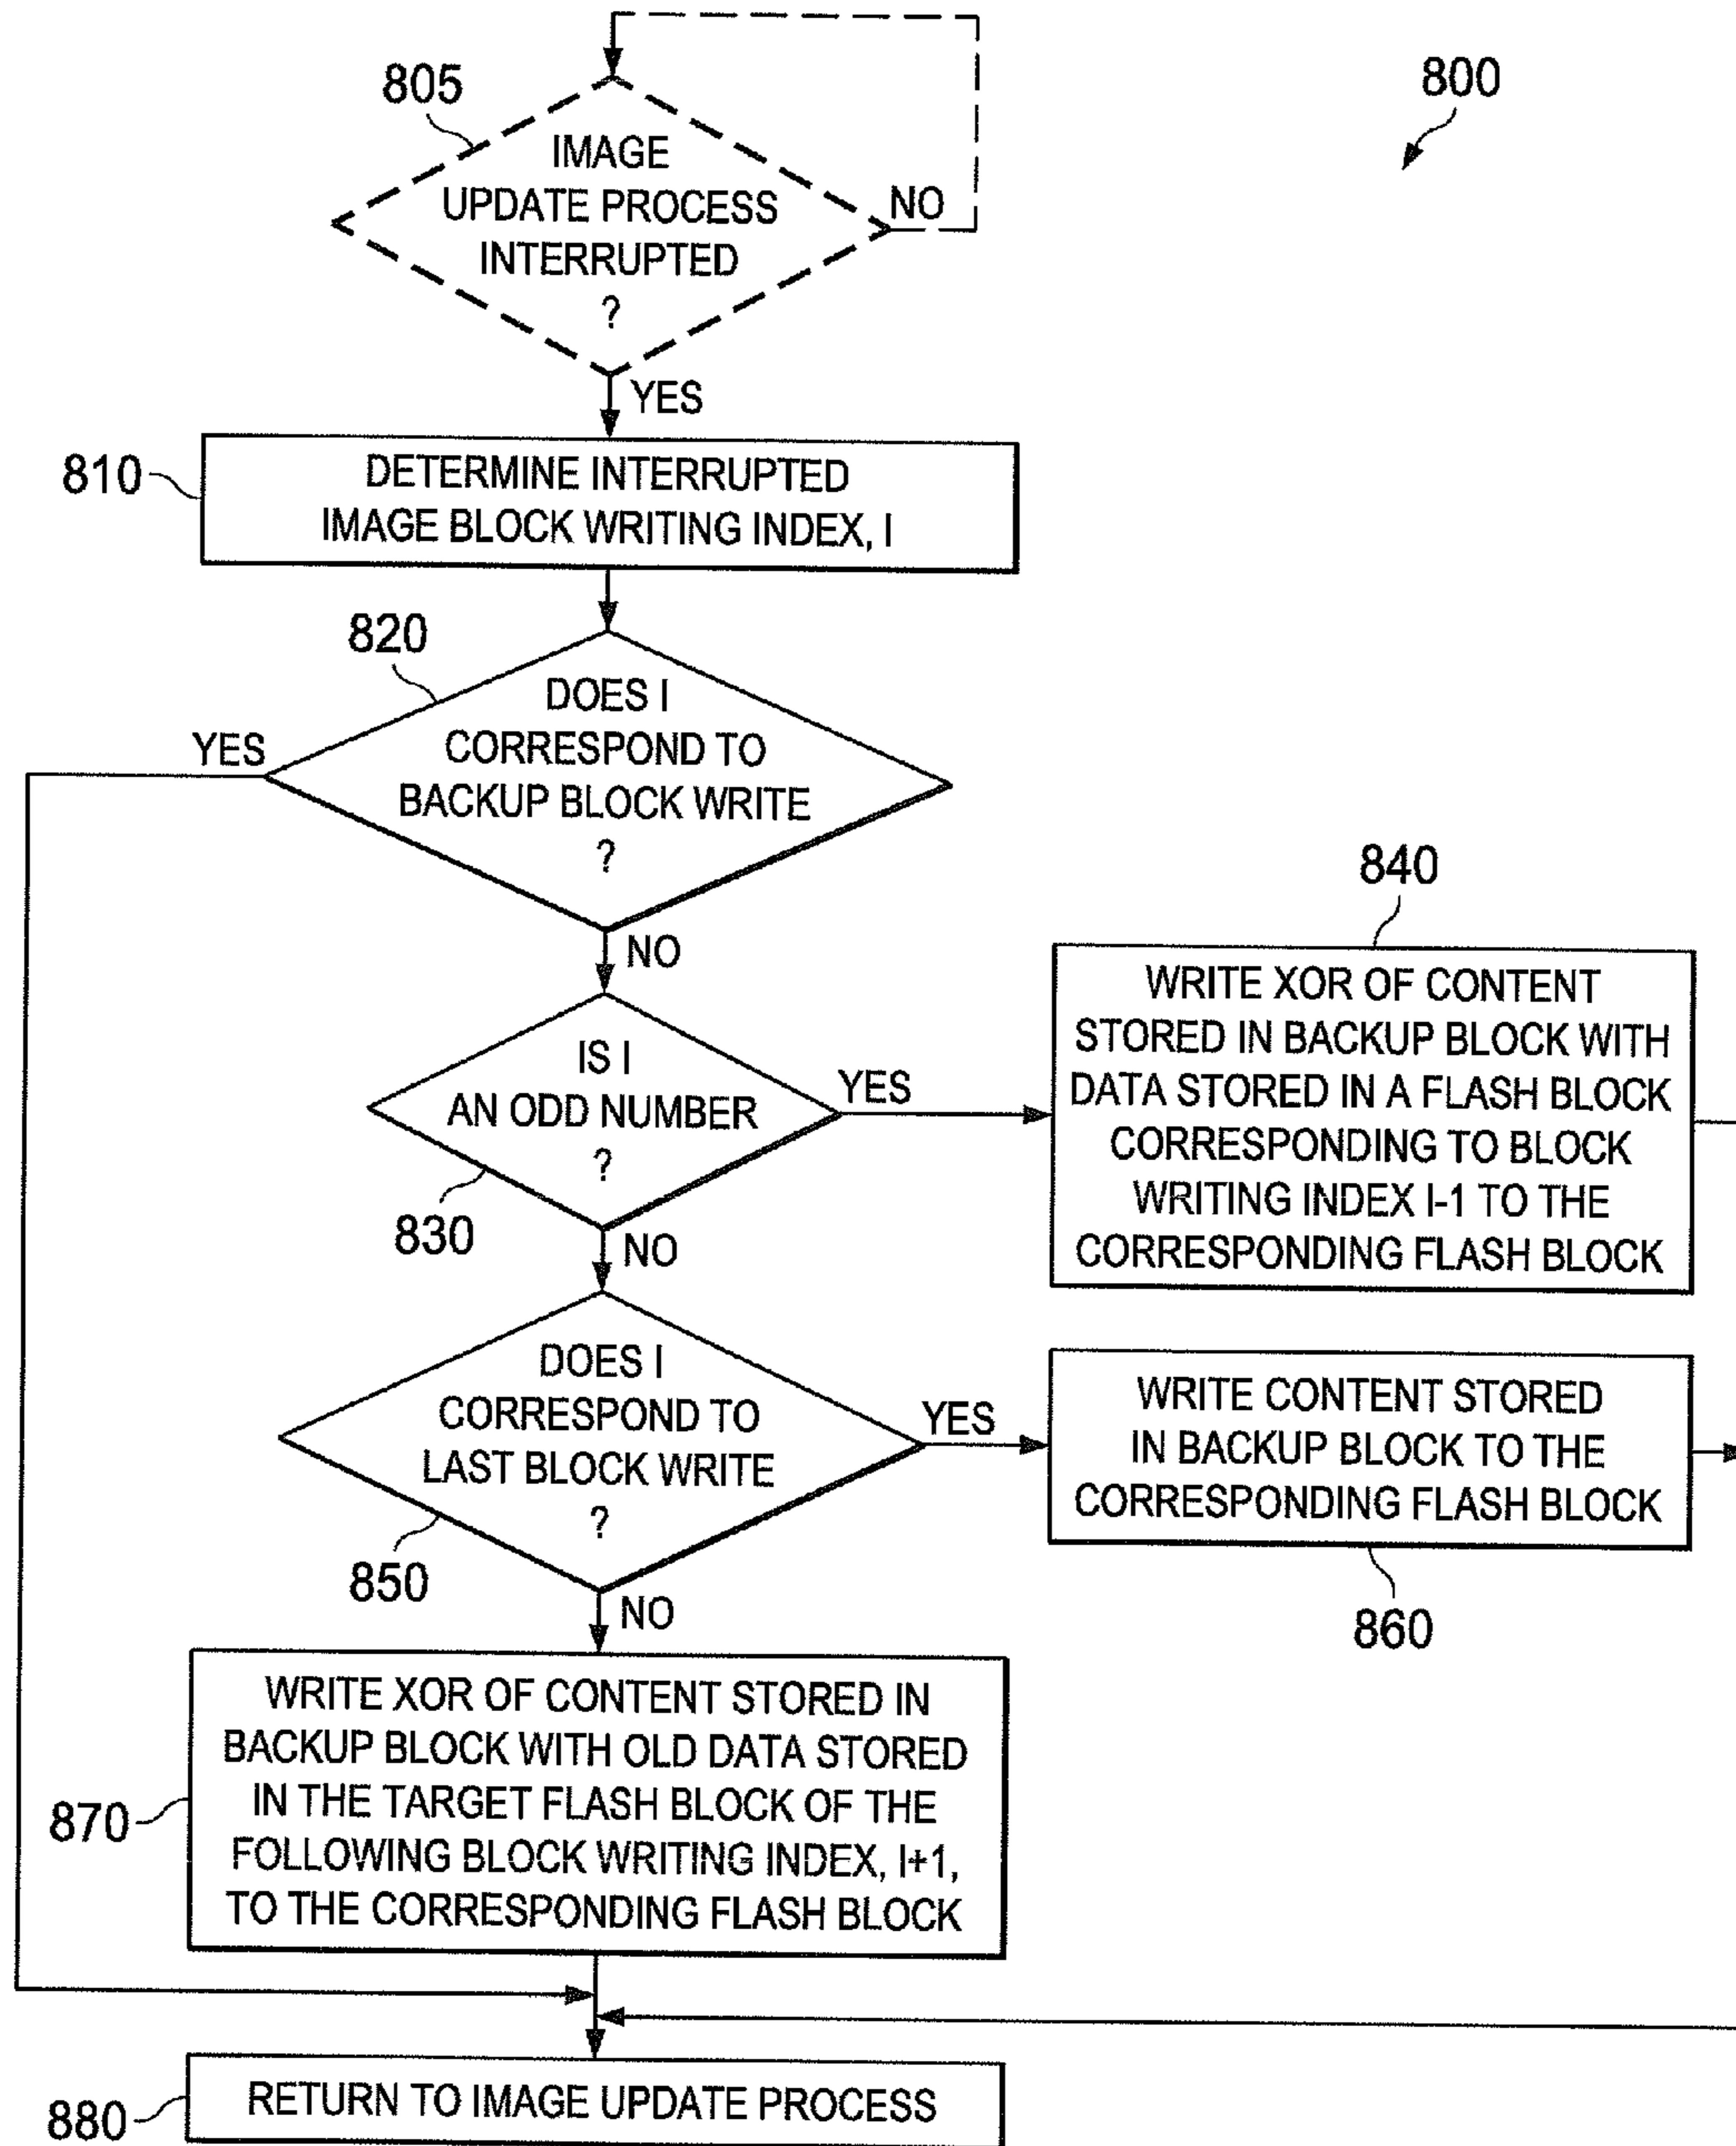 800
805
IMAGE
UPDATE PROCESS
INTERRUPTED
?
NO
YES
810
DETERMINE INTERRUPTED
IMAGE BLOCK WRITING INDEX, I
820
DOES I
CORRESPOND TO
BACKUP BLOCK WRITE
?
YES
NO
830
IS I
AN ODD NUMBER
?
YES
NO
840
WRITE XOR OF CONTENT
STORED IN BACKUP BLOCK WITH
DATA STORED IN A FLASH BLOCK
CORRESPONDING TO BLOCK
WRITING INDEX I-1 TO THE
CORRESPONDING FLASH BLOCK
850
DOES I
CORRESPOND TO
LAST BLOCK WRITE
?
YES
NO
WRITE CONTENT STORED
IN BACKUP BLOCK TO THE
CORRESPONDING FLASH BLOCK
860
870
WRITE XOR OF CONTENT STORED IN
BACKUP BLOCK WITH OLD DATA STORED
IN THE TARGET FLASH BLOCK OF THE
FOLLOWING BLOCK WRITING INDEX, I+1,
TO THE CORRESPONDING FLASH BLOCK
880
RETURN TO IMAGE UPDATE PROCESS